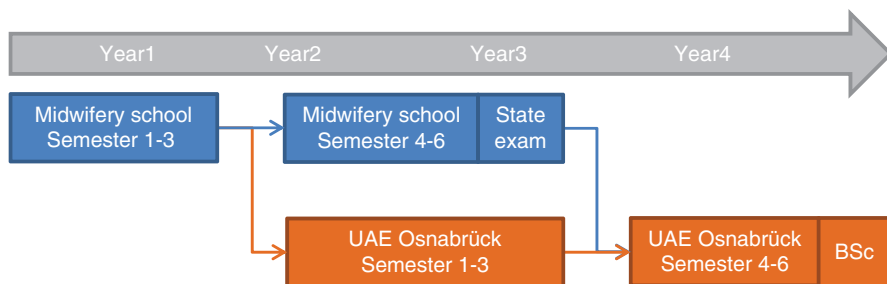 Year1 Year2 Year3 Year4
Midwifery school
Semester 1-3
Midwifery school
Semester 4-6
State
exam
UAE Osnabrück
Semester 1-3
UAE Osnabrück
Semester 4-6
BSc